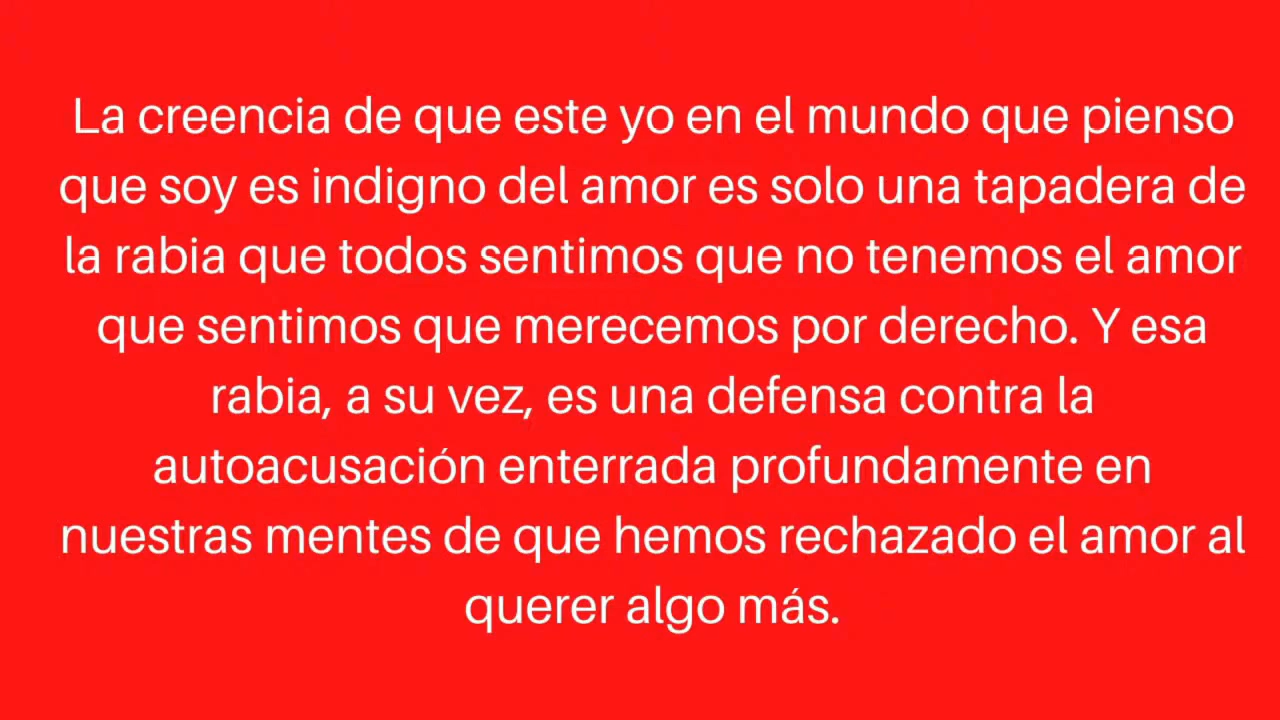 La creencia de que este yo en el mundo que pienso
que soy es indigno del amor es solo una tapadera de
la rabia que todos sentimos que no tenemos el amor
que sentimos que merecemos por derecho. Y esa
rabia, a su vez, es una defensa contra la
autoacusación enterrada profundamente en
nuestras mentes de que hemos rechazado el amor al
querer algo más.